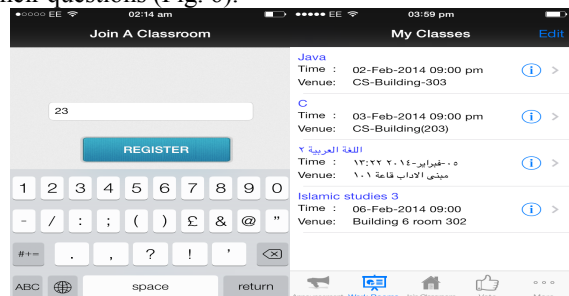 their questions (Fig. 6).
EE 02:14 am
Join A Classroom
23
REGISTER
1 2 3 4 5 6 7 8 9 0
- / : ; ( ) £ & @ "
#+= . , ? ! '
ABC space return
EE 03:59 pm
My Classes Edit
Java
Time : 02-Feb-2014 09:00 pm
Venue: CS-Building-303
C
Time : 03-Feb-2014 09:00 pm
Venue: CS-Building(203)
اللغة العربية ٢
Time : ٠٥-فبراير-٢٠١٤ ١٣:٢٢
Venue: مبنى الاداب قاعة ١٠١
Islamic studies 3
Time : 06-Feb-2014 09:00
Venue: Building 6 room 302